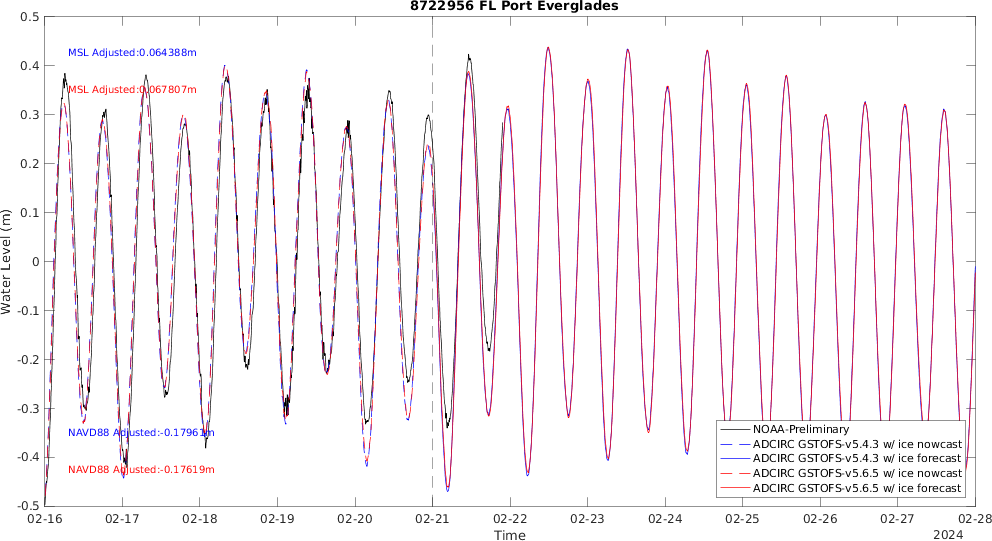 8722956 FL Port Everglades
Water Level (m)
0.5
0.4
0.3
0.2
0.1
0
-0.1
-0.2
-0.3
-0.4
-0.5
MSL Adjusted:0.064388m
MSL Adjusted:0.067807m
NAVD88 Adjusted:-0.17961m
NAVD88 Adjusted:-0.17619m
NOAA-Preliminary
ADCIRC GSTOFS-v5.4.3 w/ ice nowcast
ADCIRC GSTOFS-v5.4.3 w/ ice forecast
ADCIRC GSTOFS-v5.6.5 w/ ice nowcast
ADCIRC GSTOFS-v5.6.5 w/ ice forecast
02-16 02-17 02-18 02-19 02-20 02-21 02-22 02-23 02-24 02-25 02-26 02-27 02-28
Time
2024